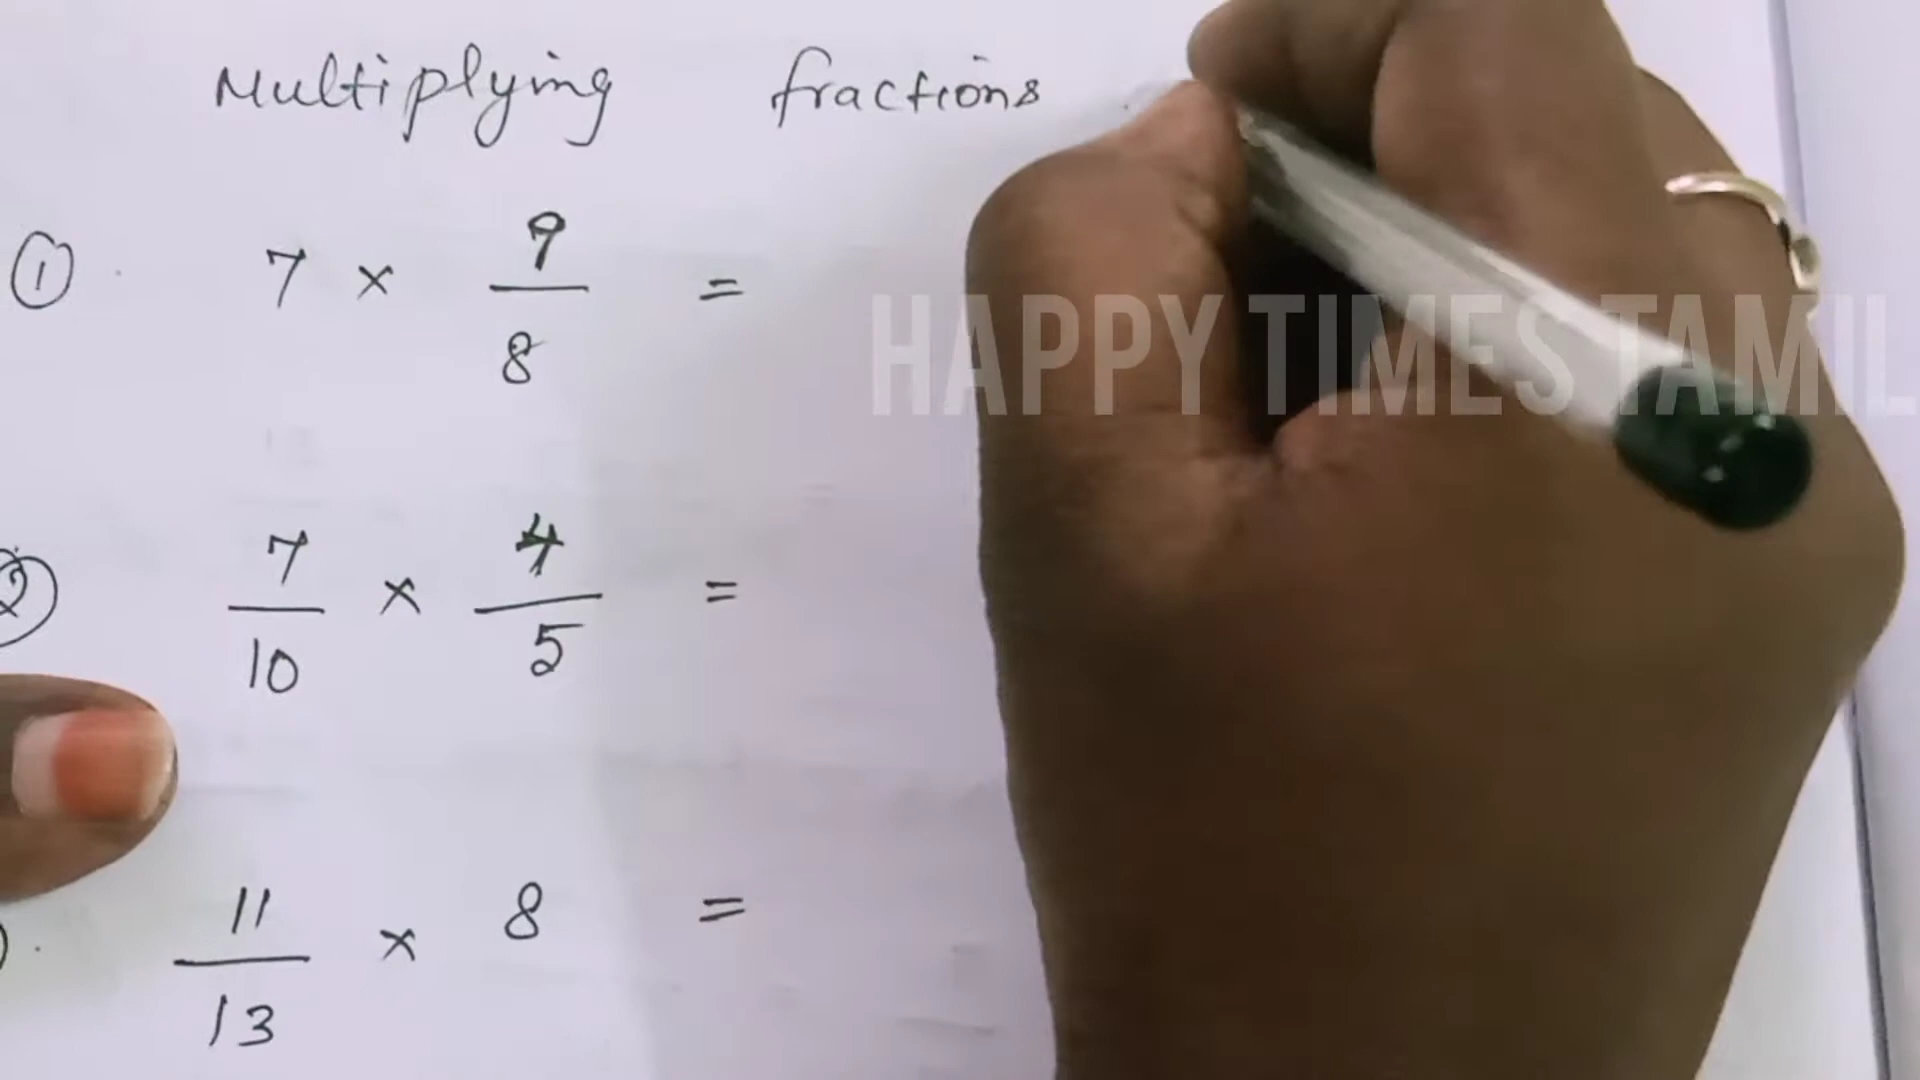 Multiplying fractions
① 7 × 9/8 =
HAPPY TIMES TAMIL
② 7/10 × 4/5 =
11/13 × 8 =